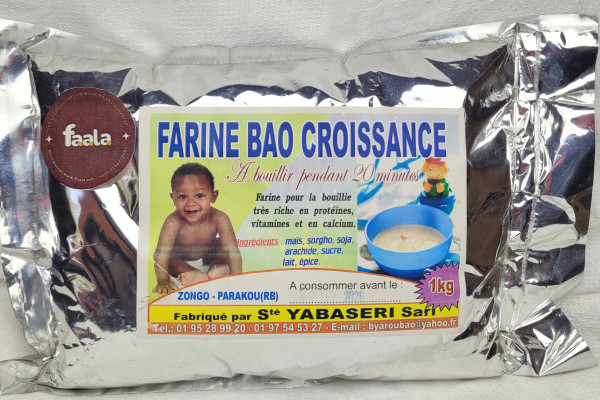 faala
FARINE BAO CROISSANCE
A bouillir pendant 20 minutes
Farine pour la bouillie
très riche en protéïnes,
vitamines et en calcium.
Ingrédients : maïs, sorgho, soja,
arachide, sucre,
lait, épice.
A consommer avant le :
1kg
ZONGO - PARAKOU(RB)
Fabriqué par Sté YABASERI Sarl
Tél.: 01 95 28 99 20 / 01 97 54 53 27 - E-mail : byaroubao@yahoo.fr